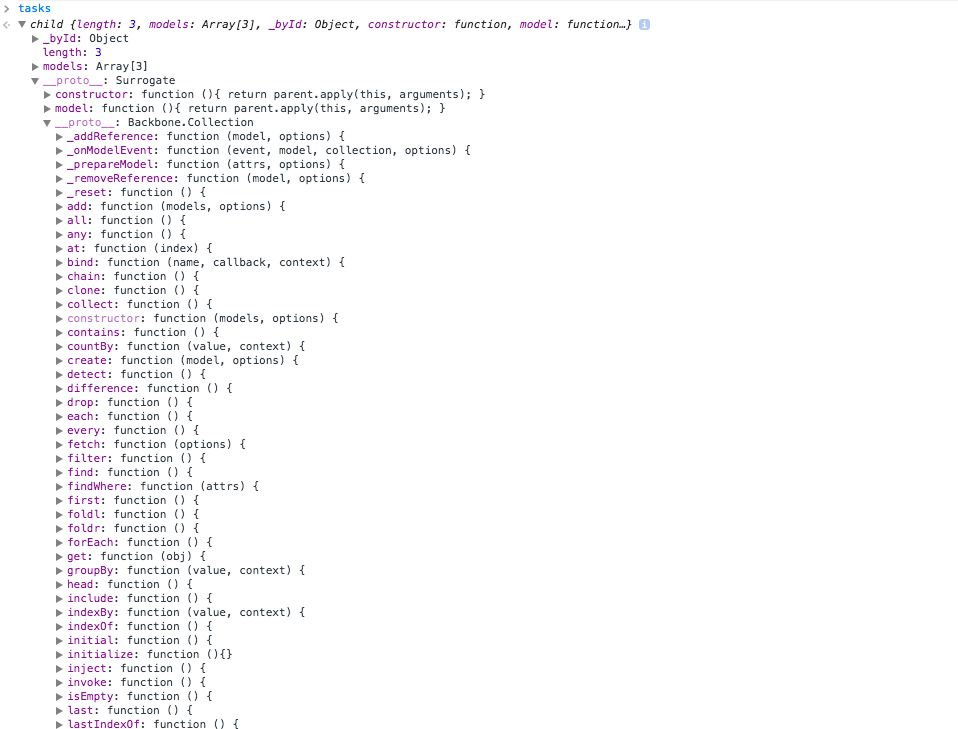 > tasks
child {length: 3, models: Array[3], _byId: Object, constructor: function, model: function…} i
▶ _byId: Object
length: 3
▶ models: Array[3]
▼ __proto__: Surrogate
▶ constructor: function (){ return parent.apply(this, arguments); }
▶ model: function (){ return parent.apply(this, arguments); }
▼ __proto__: Backbone.Collection
▶ _addReference: function (model, options) {
▶ _onModelEvent: function (event, model, collection, options) {
▶ _prepareModel: function (attrs, options) {
▶ _removeReference: function (model, options) {
▶ _reset: function () {
▶ add: function (models, options) {
▶ all: function () {
▶ any: function () {
▶ at: function (index) {
▶ bind: function (name, callback, context) {
▶ chain: function () {
▶ clone: function () {
▶ collect: function () {
▶ constructor: function (models, options) {
▶ contains: function () {
▶ countBy: function (value, context) {
▶ create: function (model, options) {
▶ detect: function () {
▶ difference: function () {
▶ drop: function () {
▶ each: function () {
▶ every: function () {
▶ fetch: function (options) {
▶ filter: function () {
▶ find: function () {
▶ findWhere: function (attrs) {
▶ first: function () {
▶ foldl: function () {
▶ foldr: function () {
▶ forEach: function () {
▶ get: function (obj) {
▶ groupBy: function (value, context) {
▶ head: function () {
▶ include: function () {
▶ indexBy: function (value, context) {
▶ indexOf: function () {
▶ initial: function () {
▶ initialize: function (){}
▶ inject: function () {
▶ invoke: function () {
▶ isEmpty: function () {
▶ last: function () {
▶ lastIndexOf: function () {